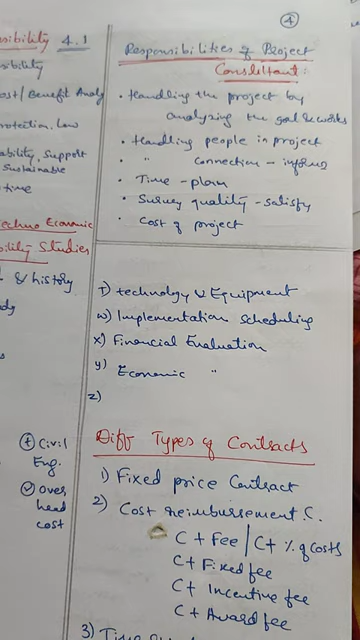 4
sibility 4.1
sibility
ost/Benefit Analy
rotection, Law
ability, Support
Sustainable
time
echno Economic
bility Studies
& history
dy
s
Responsibilities of Project
Consultant:
• Handling the project by
analyzing the goal & works
• Handling people in project
• " connection - inform
• Time - plan
• Survey quality - satisfy
• Cost of project
technology & Equipment
w) Implementation scheduling
x) Financial Evaluation
y) Economic "
z)
Civil
Eng.
Over
head
cost
Diff Types of Contracts
1) Fixed price Contract
2) Cost reimbursement C.
C + Fee / C + % of costs
C + Fixed fee
C + Incentive fee
C + Award fee
3) Time